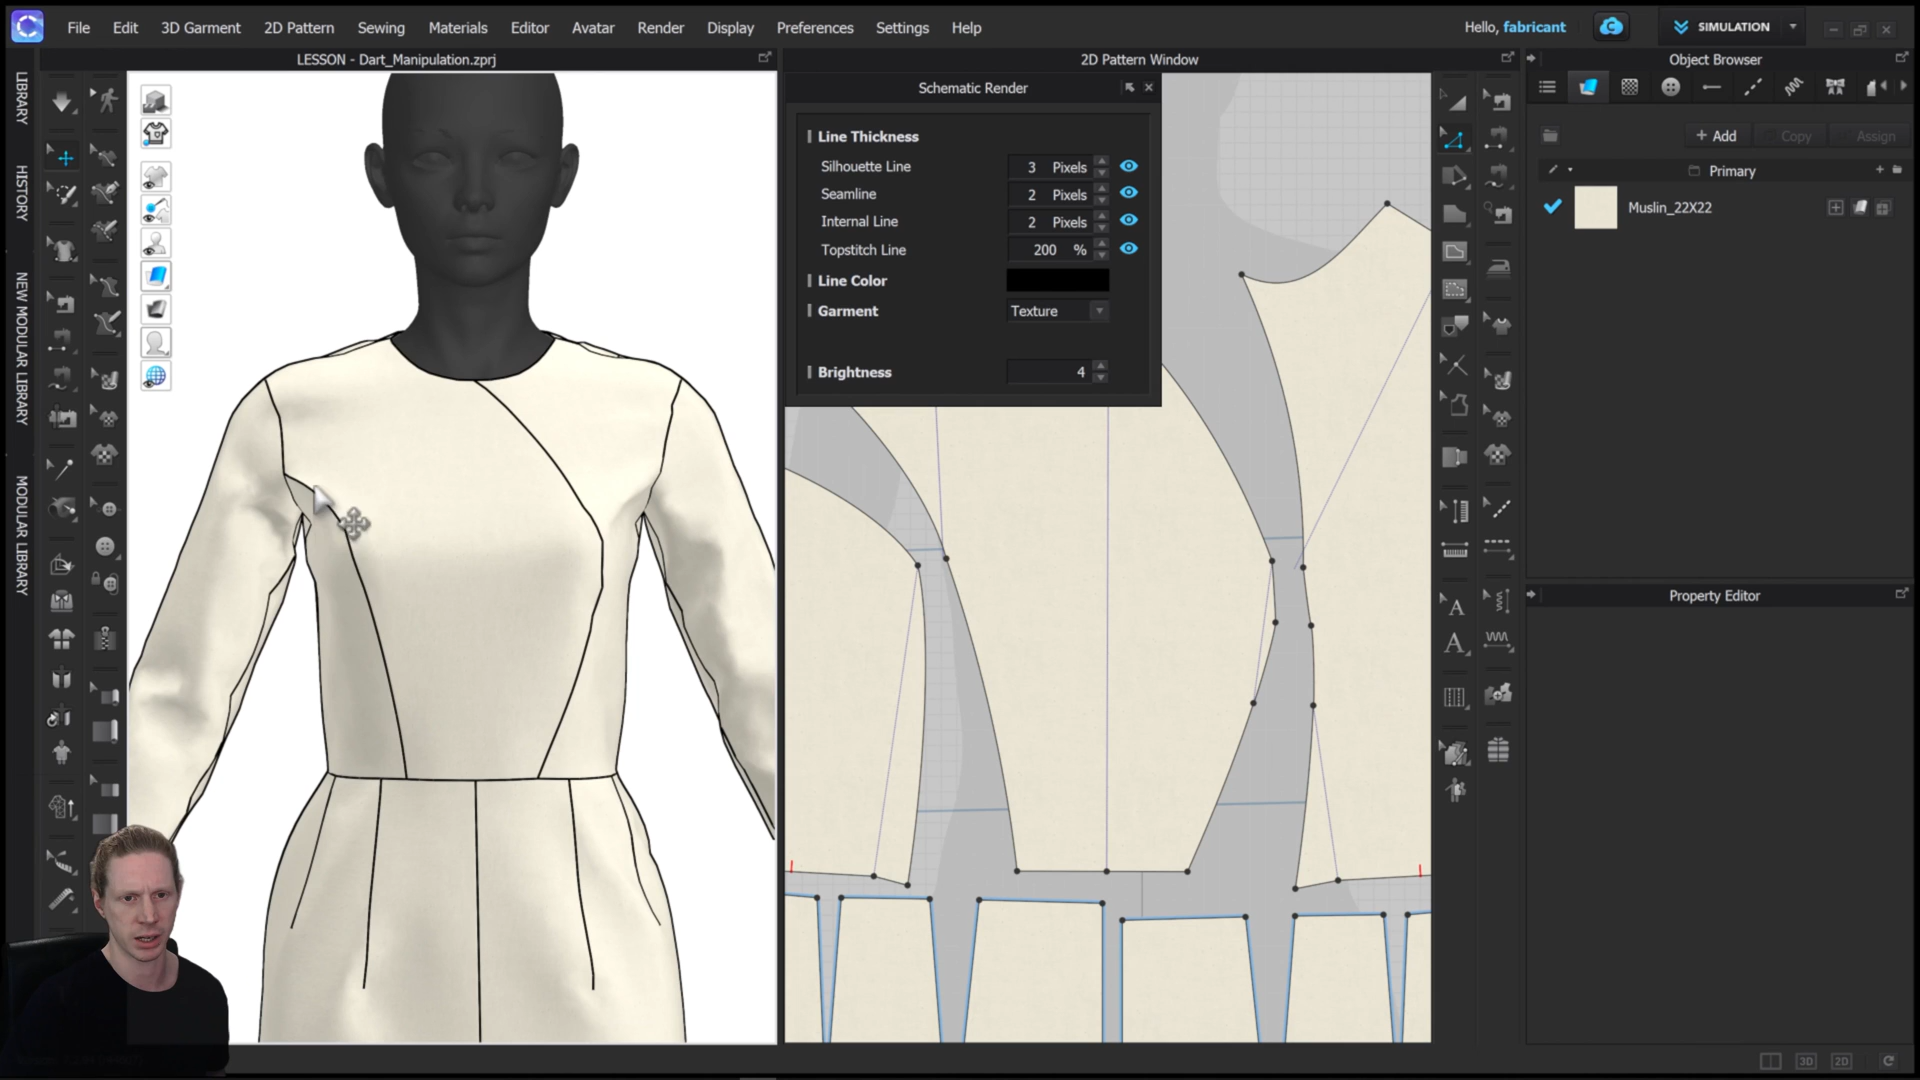 File Edit 3D Garment 2D Pattern Sewing Materials Editor Avatar Render Display Preferences Settings Help
Hello, fabricant
SIMULATION
LESSON - Dart_Manipulation.zprj
2D Pattern Window
Object Browser
LIBRARY
HISTORY
NEW MODULAR LIBRARY
MODULAR LIBRARY
Schematic Render
Line Thickness
Silhouette Line 3 Pixels
Seamline 2 Pixels
Internal Line 2 Pixels
Topstitch Line 200 %
Line Color
Garment Texture
Brightness 4
+ Add Copy Assign
Primary
Muslin_22X22
Property Editor
A
A
3D 2D